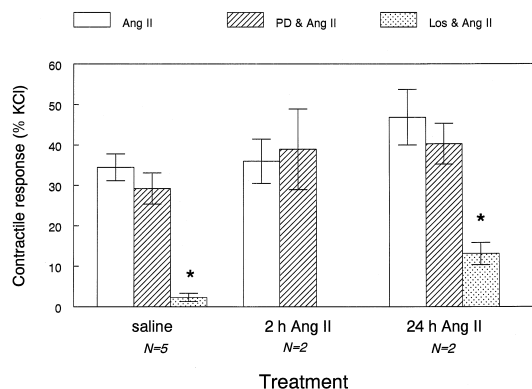 Ang II PD & Ang II Los & Ang II
Contractile response (% KCl)
60
50
40
30
20
10
0
*
*
saline 2 h Ang II 24 h Ang II
N=5 N=2 N=2
Treatment